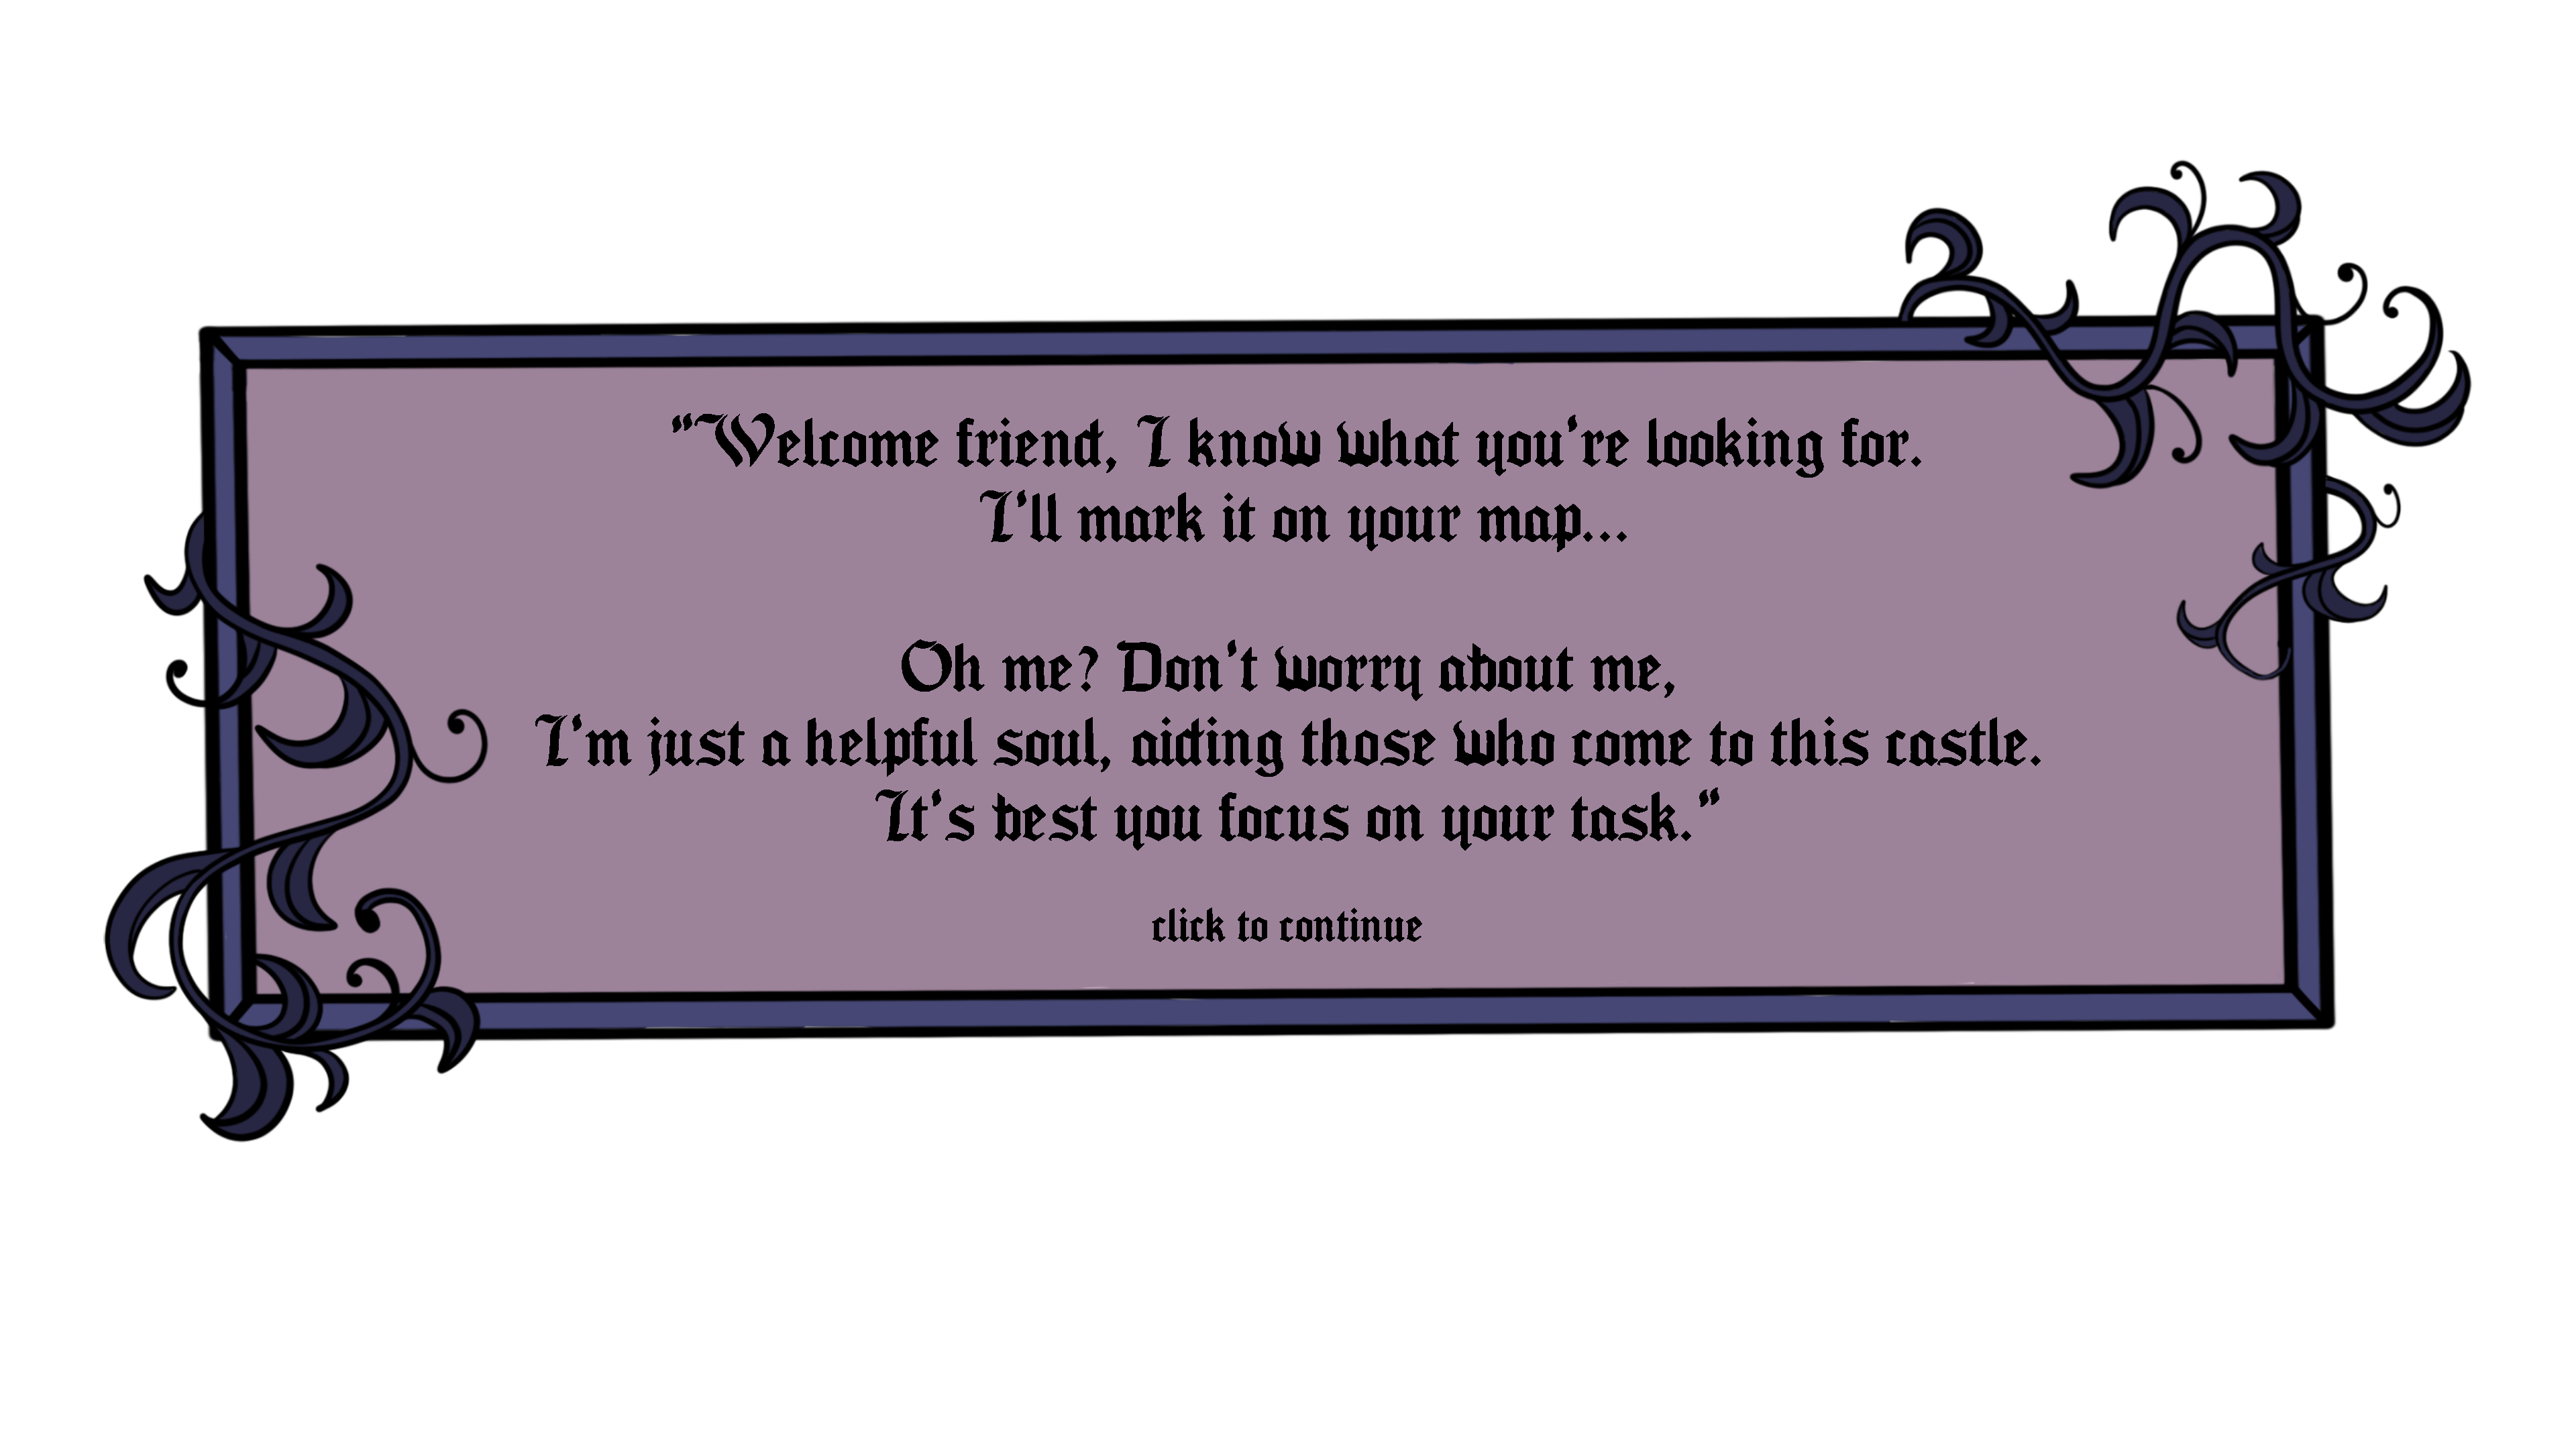 "Welcome friend, I know what you're looking for.
I'll mark it on your map...
Oh me? Don't worry about me,
I'm just a helpful soul, aiding those who come to this castle.
It's best you focus on your task."
click to continue